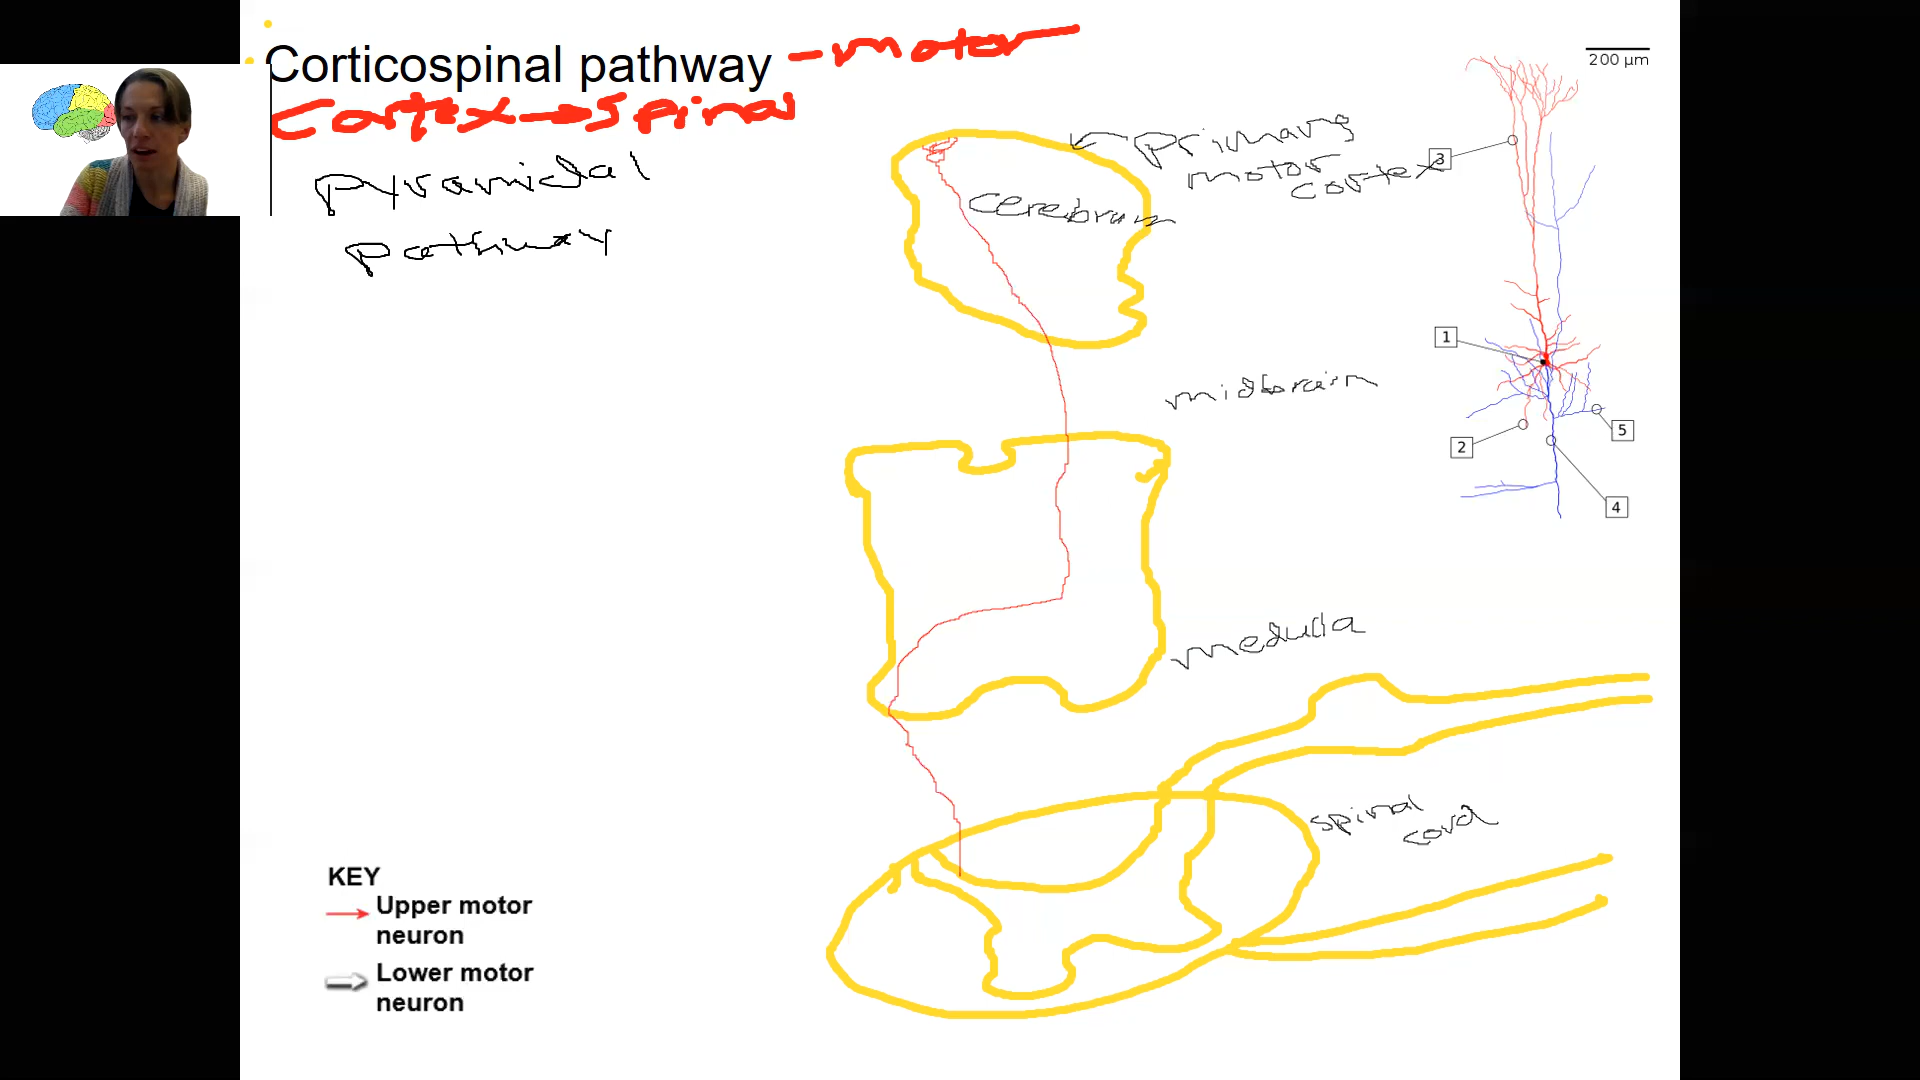 Corticospinal pathway - motor
cortex → spinal
pyramidal
pathway
primary
motor
cortex
cerebrum
midbrain
medulla
spinal
cord
200 µm
3
1
2
5
4
KEY
Upper motor
neuron
Lower motor
neuron